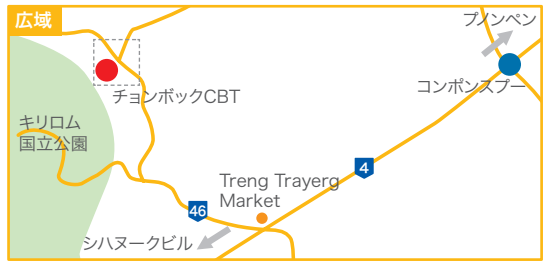 広域
プノンペン
コンポンスプー
チョンボックCBT
キリロム
国立公園
4
Treng Trayerg
Market
46
シハヌークビル